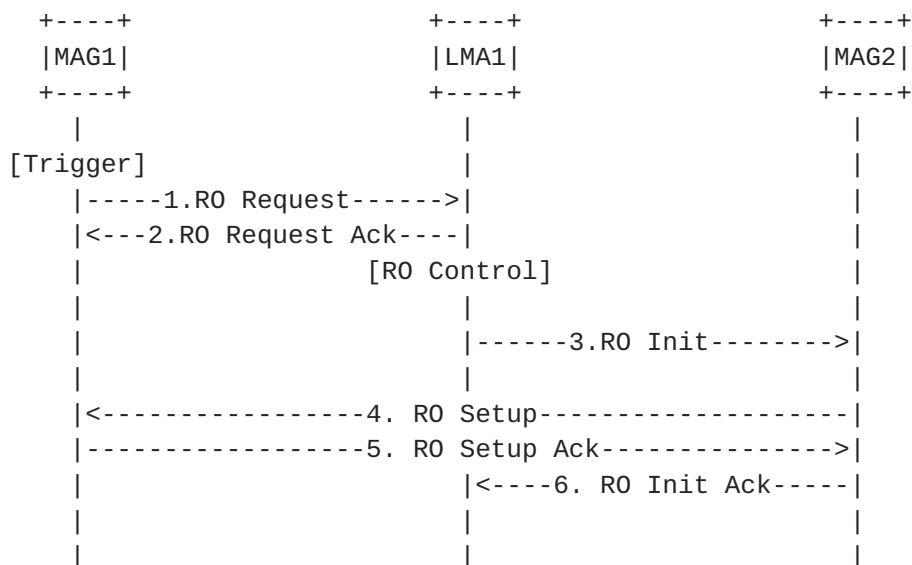 +----+                   +----+                   +----+
|MAG1|                   |LMA1|                   |MAG2|
+----+                   +----+                   +----+
   |                        |                        |
[Trigger]                   |                        |
    |-----1.RO Request------>|                        |
    |<---2.RO Request Ack----|                        |
    |                  [RO Control]                   |
    |                        |                        |
    |                        |------3.RO Init-------->|
    |                        |                        |
    |<-----------------4. RO Setup--------------------|
    |------------------5. RO Setup Ack--------------->|
    |                        |<----6. RO Init Ack-----|
    |                        |                        |
    |                        |                        |